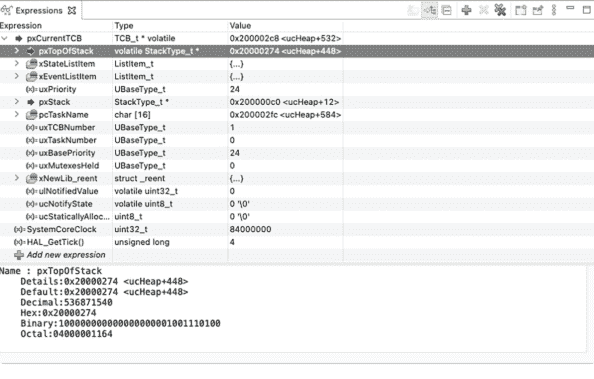 Expressions
Expression Type Value
pxCurrentTCB TCB_t * volatile 0x200002c8 <ucHeap+532>
pxTopOfStack volatile StackType_t * 0x20000274 <ucHeap+448>
xStateListItem ListItem_t {...}
xEventListItem ListItem_t {...}
(x)= uxPriority UBaseType_t 24
pxStack StackType_t * 0x200000c0 <ucHeap+12>
pcTaskName char [16] 0x200002fc <ucHeap+584>
(x)= uxTCBNumber UBaseType_t 1
(x)= uxTaskNumber UBaseType_t 0
(x)= uxBasePriority UBaseType_t 24
(x)= uxMutexesHeld UBaseType_t 0
xNewLib_reent struct _reent {...}
(x)= ulNotifiedValue volatile uint32_t 0
(x)= ucNotifyState volatile uint8_t 0 '\0'
(x)= ucStaticallyAlloc... uint8_t 0 '\0'
(x)= SystemCoreClock uint32_t 84000000
(x)= HAL_GetTick() unsigned long 4
Add new expression
Name : pxTopOfStack
Details:0x20000274 <ucHeap+448>
Default:0x20000274 <ucHeap+448>
Decimal:536871540
Hex:0x20000274
Binary:100000000000000000001001110100
Octal:04000001164